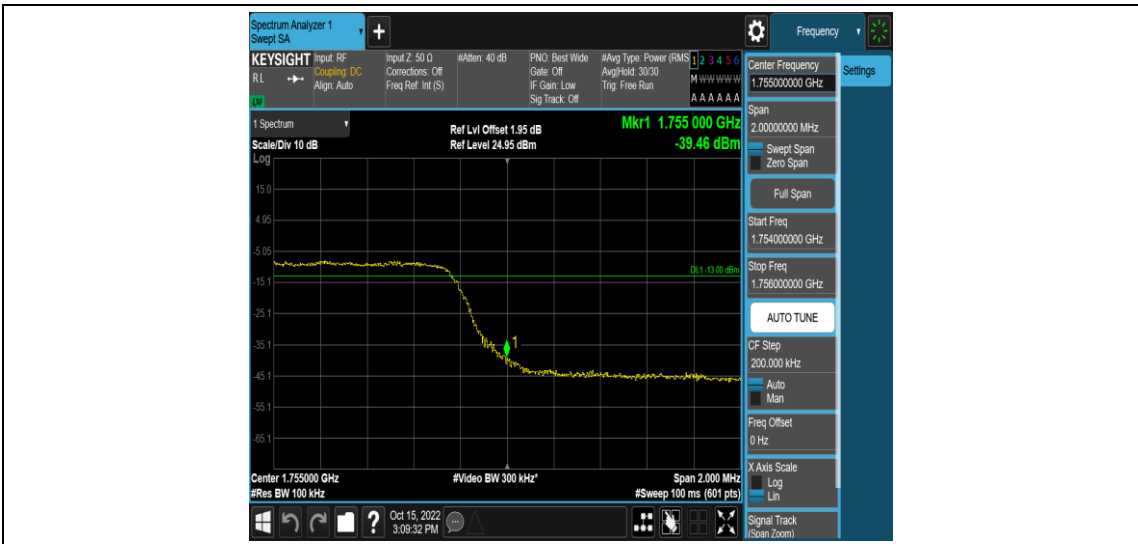 Spectrum Analyzer 1
Swept SA
+
Frequency
KEYSIGHT
RL
LXI
Input: RF
Coupling: DC
Align: Auto
Input Z: 50 Ω
Corrections: Off
Freq Ref: Int (S)
#Atten: 40 dB
PNO: Best Wide
Gate: Off
IF Gain: Low
Sig Track: Off
#Avg Type: Power (RMS
Avg|Hold: 30/30
Trig: Free Run
1 2 3 4 5 6
M W W W W W
A A A A A A
1 Spectrum
Scale/Div 10 dB
Ref Lvl Offset 1.95 dB
Ref Level 24.95 dBm
Mkr1 1.755 000 GHz
-39.46 dBm
Log
15.0
4.95
-5.05
-15.1
-25.1
-35.1
-45.1
-55.1
-65.1
DL1 -13.00 dBm
1
Center 1.755000 GHz
#Res BW 100 kHz
#Video BW 300 kHz*
Span 2.000 MHz
#Sweep 100 ms (601 pts)
?
Oct 15, 2022
3:09:32 PM
Center Frequency
1.755000000 GHz
Settings
Span
2.00000000 MHz
Swept Span
Zero Span
Full Span
Start Freq
1.754000000 GHz
Stop Freq
1.756000000 GHz
AUTO TUNE
CF Step
200.000 kHz
Auto
Man
Freq Offset
0 Hz
X Axis Scale
Log
Lin
Signal Track
(Span Zoom)